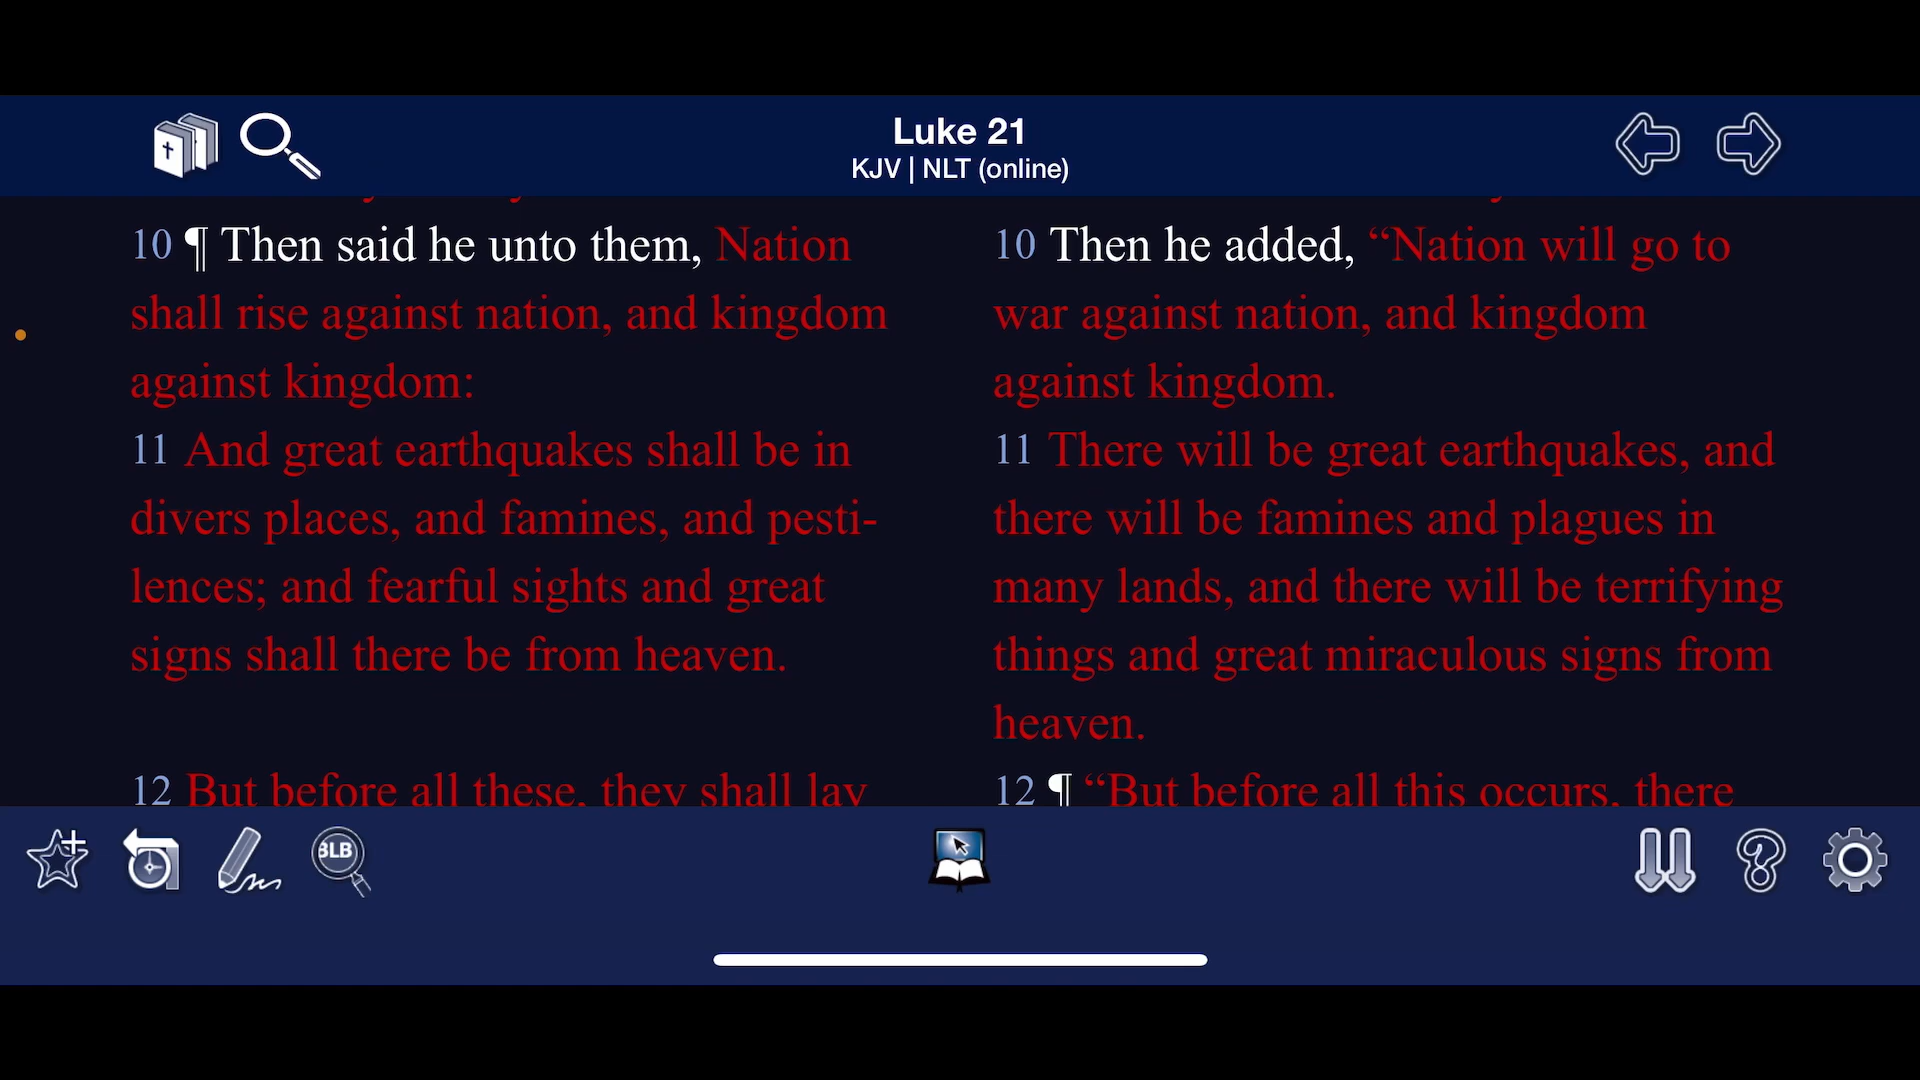 Luke 21
KJV | NLT (online)
10 ¶ Then said he unto them, Nation
shall rise against nation, and kingdom
against kingdom:
11 And great earthquakes shall be in
divers places, and famines, and pesti-
lences; and fearful sights and great
signs shall there be from heaven.
12 But before all these, they shall lay
10 Then he added, “Nation will go to
war against nation, and kingdom
against kingdom.
11 There will be great earthquakes, and
there will be famines and plagues in
many lands, and there will be terrifying
things and great miraculous signs from
heaven.
12 ¶ “But before all this occurs, there
BLB